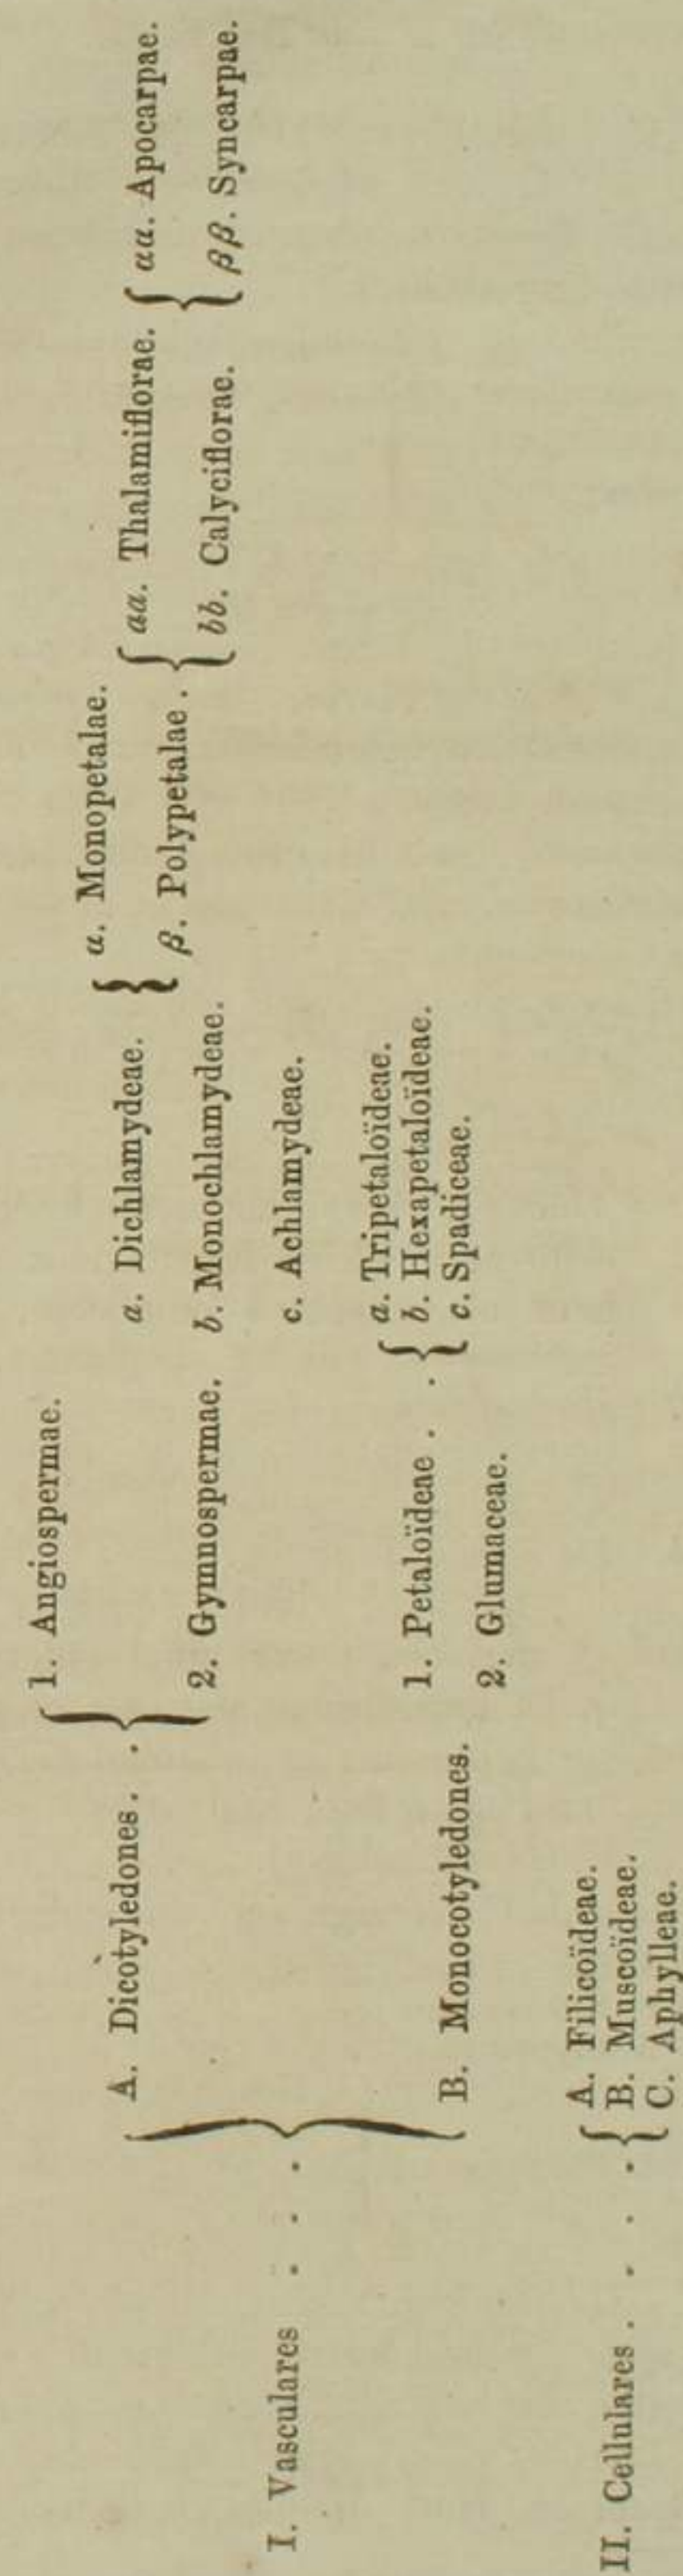 I. Vasculares . . .
A. Dicotyledones . .
1. Angiospermae.
a. Dichlamydeae.
α. Monopetalae.
β. Polypetalae .
aa. Thalamiflorae.
αα. Apocarpae.
ββ. Syncarpae.
bb. Calyciflorae.
b. Monochlamydeae.
c. Achlamydeae.
2. Gymnospermae.
B. Monocotyledones.
1. Petaloïdeae . .
a. Tripetaloïdeae.
b. Hexapetaloïdeae.
c. Spadiceae.
2. Glumaceae.
II. Cellulares . . . .
A. Filicoïdeae.
B. Muscoïdeae.
C. Aphylleae.